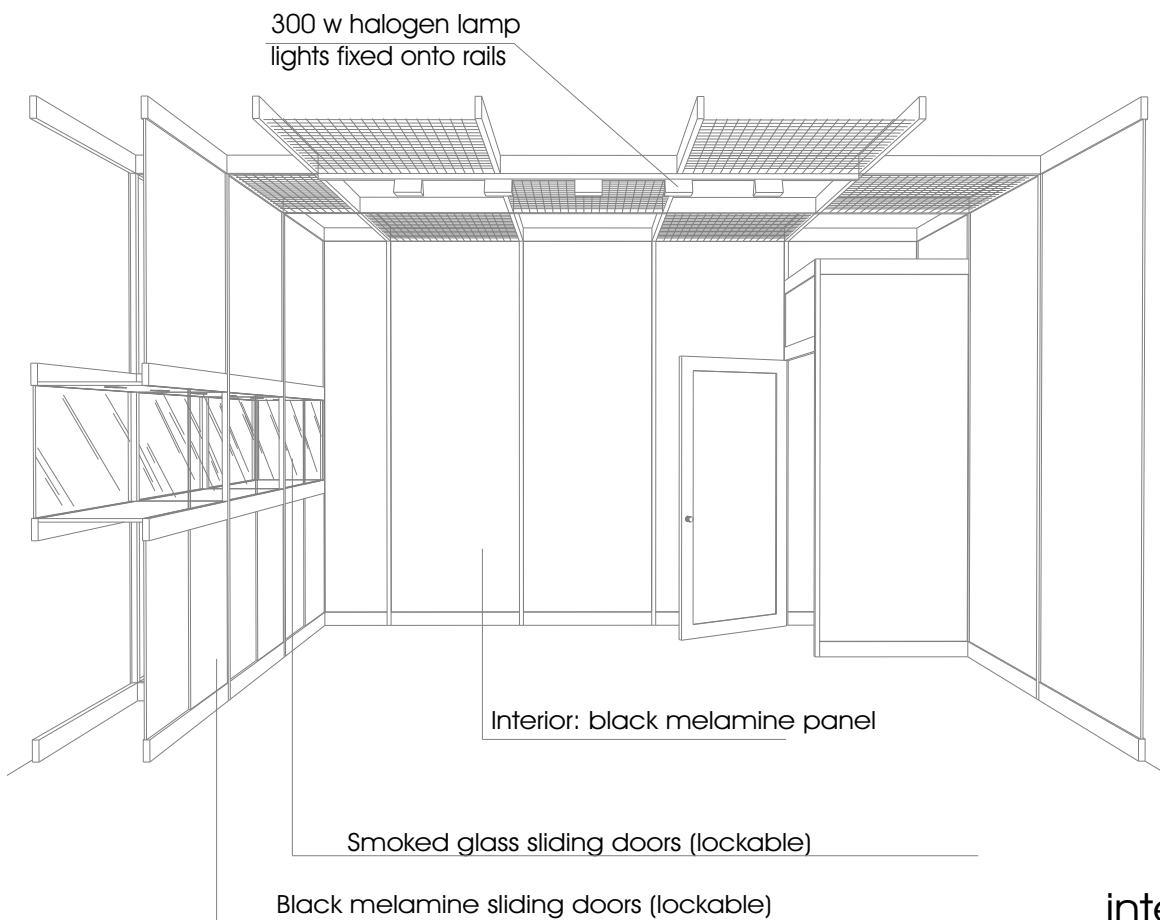 300 w halogen lamp
lights fixed onto rails
Interior: black melamine panel
Smoked glass sliding doors (lockable)
Black melamine sliding doors (lockable)
inte